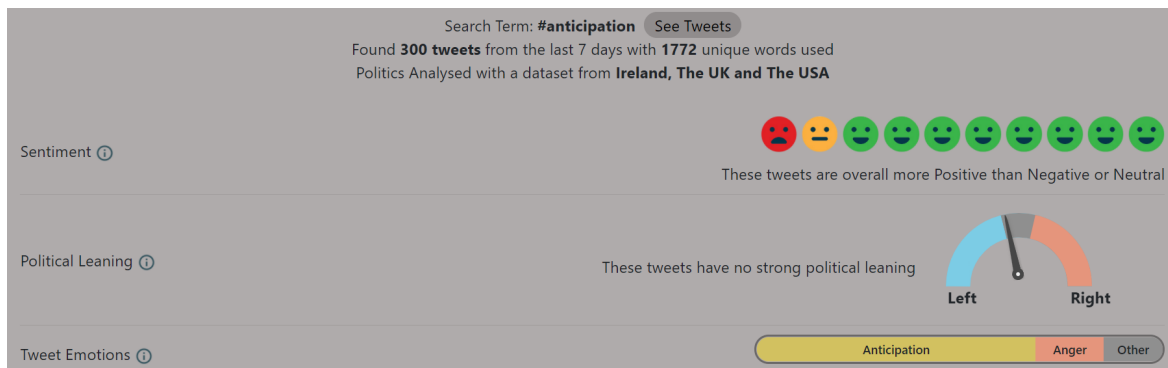 Search Term: #anticipation See Tweets
Found 300 tweets from the last 7 days with 1772 unique words used
Politics Analysed with a dataset from Ireland, The UK and The USA
Sentiment
These tweets are overall more Positive than Negative or Neutral
Political Leaning
These tweets have no strong political leaning
Left Right
Tweet Emotions
Anticipation Anger Other